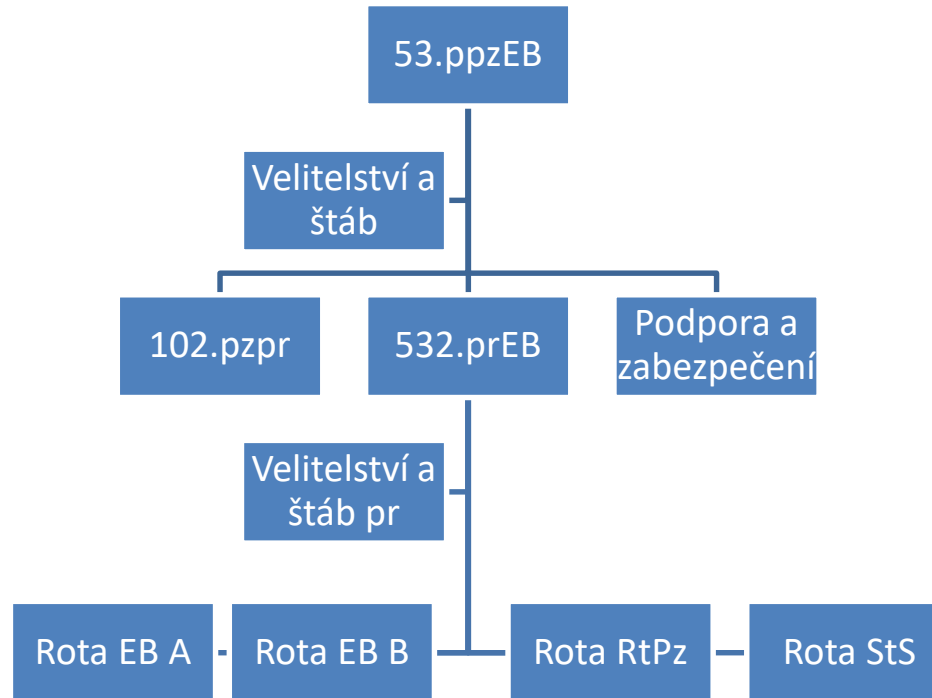 53.ppzEB
Velitelství a
štáb
102.pzpr
532.prEB
Podpora a
zabezpečení
Velitelství a
štáb pr
Rota EB A
Rota EB B
Rota RtPz
Rota StS